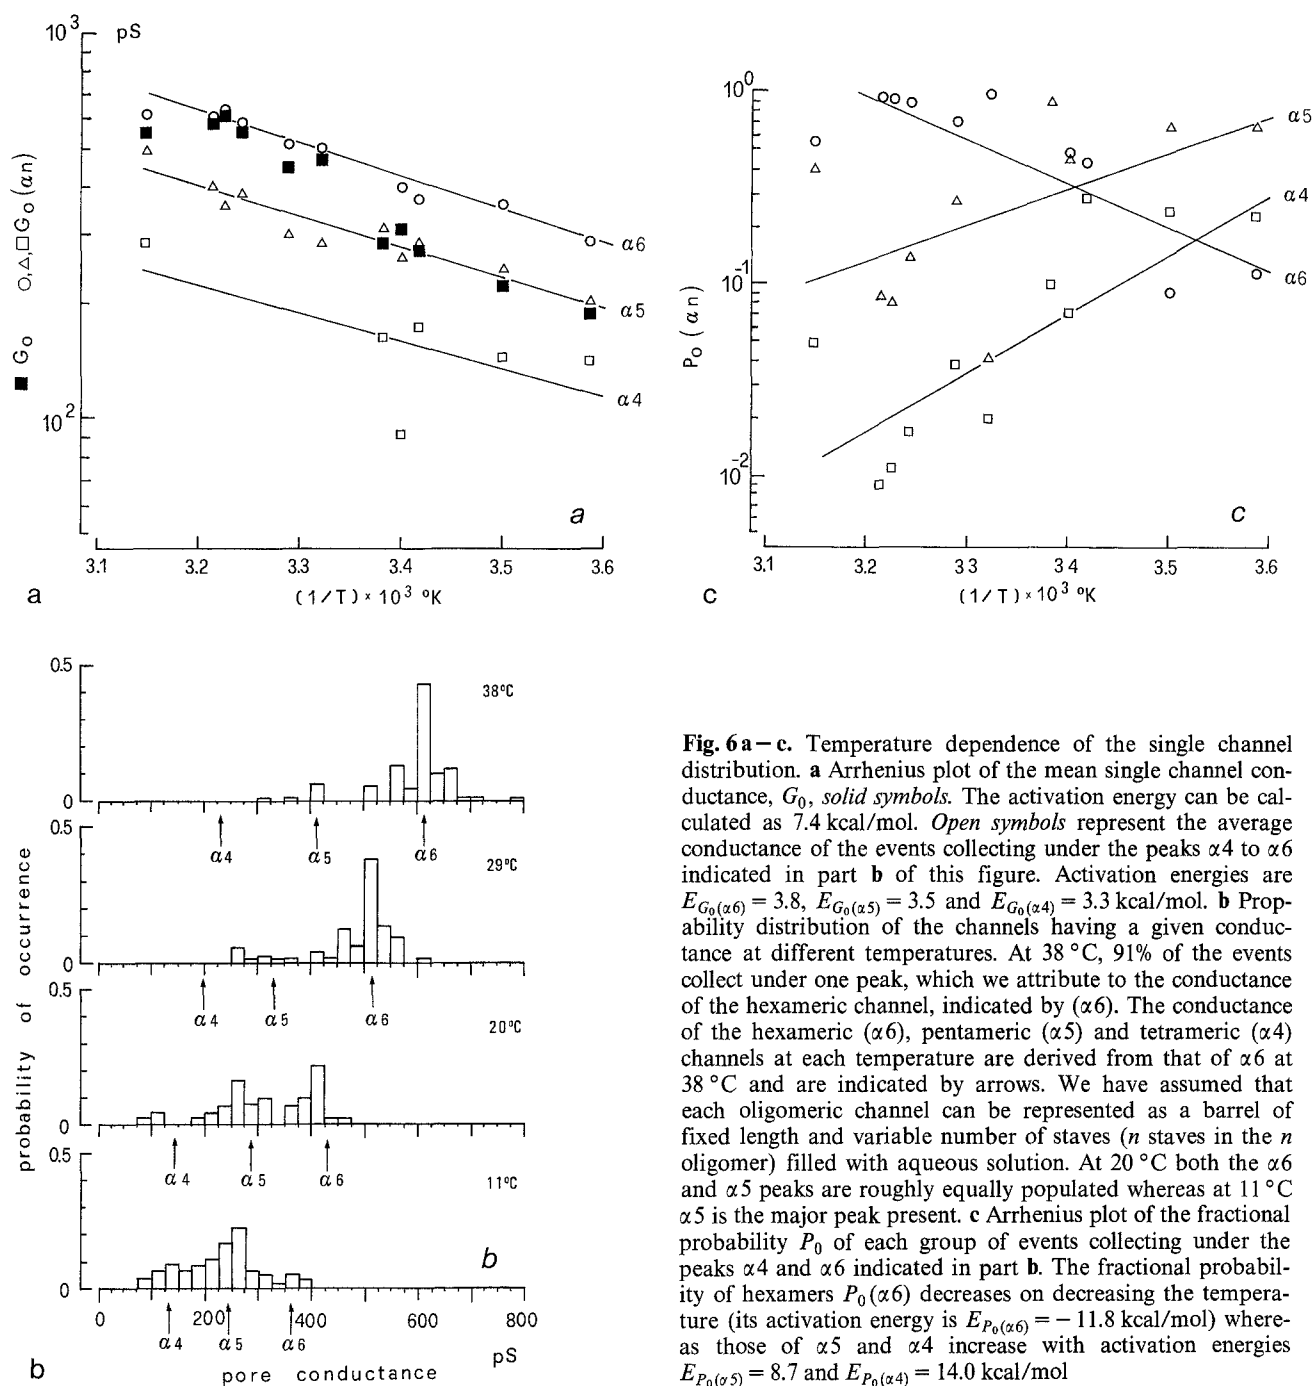 10³ pS
■ G₀ ○,△,□G₀(αn)
10²
α6
α5
α4
a
3.1 3.2 3.3 3.4 3.5 3.6
(1/T) × 10³ °K
a
10⁰
10⁻¹
10⁻²
P₀ (αn)
α5
α4
α6
c
3.1 3.2 3 3 3 4 3.5 3.6
(1/T) × 10³ °K
c
probability of occurrence
0.5
38°C
0
α4 α5 α6
0.5
29°C
0
α4 α5 α6
0.5
20°C
0
α4 α5 α6
0.5
11°C
b
0
0 200 400 600 800
α4 α5 α6
pS
pore conductance
b
Fig. 6 a – c. Temperature dependence of the single channel
distribution. a Arrhenius plot of the mean single channel con-
ductance, G₀, solid symbols. The activation energy can be cal-
culated as 7.4 kcal/mol. Open symbols represent the average
conductance of the events collecting under the peaks α4 to α6
indicated in part b of this figure. Activation energies are
E_G₀(α6) = 3.8, E_G₀(α5) = 3.5 and E_G₀(α4) = 3.3 kcal/mol. b Prop-
ability distribution of the channels having a given conduc-
tance at different temperatures. At 38 °C, 91% of the events
collect under one peak, which we attribute to the conductance
of the hexameric channel, indicated by (α6). The conductance
of the hexameric (α6), pentameric (α5) and tetrameric (α4)
channels at each temperature are derived from that of α6 at
38 °C and are indicated by arrows. We have assumed that
each oligomeric channel can be represented as a barrel of
fixed length and variable number of staves (n staves in the n
oligomer) filled with aqueous solution. At 20 °C both the α6
and α5 peaks are roughly equally populated whereas at 11 °C
α5 is the major peak present. c Arrhenius plot of the fractional
probability P₀ of each group of events collecting under the
peaks α4 and α6 indicated in part b. The fractional probabil-
ity of hexamers P₀(α6) decreases on decreasing the tempera-
ture (its activation energy is E_P₀(α6) = − 11.8 kcal/mol) where-
as those of α5 and α4 increase with activation energies
E_P₀(α5) = 8.7 and E_P₀(α4) = 14.0 kcal/mol